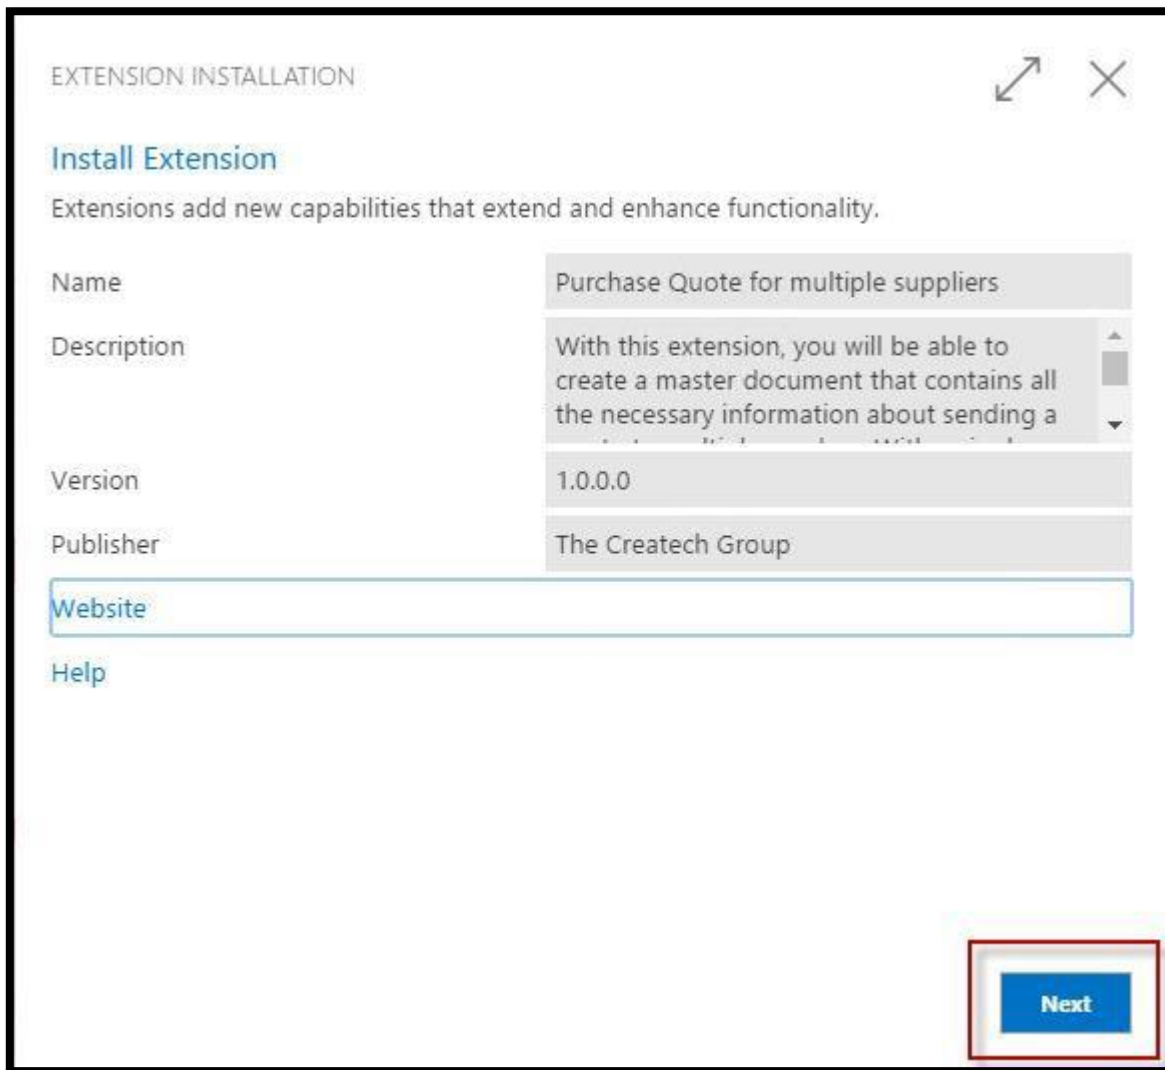 EXTENSION INSTALLATION
Install Extension
Extensions add new capabilities that extend and enhance functionality.
Name
Purchase Quote for multiple suppliers
Description
With this extension, you will be able to
create a master document that contains all
the necessary information about sending a
Version
1.0.0.0
Publisher
The Createch Group
Website
Help
Next